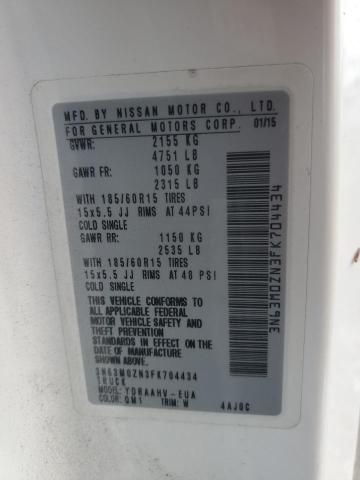 MFD. BY NISSAN MOTOR CO., LTD.
FOR GENERAL MOTORS CORP. 01/15
GVWR: 2155 KG
4751 LB
GAWR FR: 1050 KG
2315 LB
WITH 185/60R15 TIRES
15x5.5 JJ RIMS AT 44PSI
COLD SINGLE
GAWR RR: 1150 KG
2535 LB
WITH 185/60R15 TIRES
15x5.5 JJ RIMS AT 48 PSI
COLD SINGLE
THIS VEHICLE CONFORMS TO
ALL APPLICABLE FEDERAL
MOTOR VEHICLE SAFETY AND
THEFT PREVENTION
STANDARDS IN EFFECT ON
THE DATE OF MANUFACTURE
SHOWN ABOVE.
3N63M0ZN3FK704434
TRUCK
MODEL: YDRAAHV-EUA
COLOR: QM1 TRIM: W 4AJ0C
3N63M0ZN3FK704434